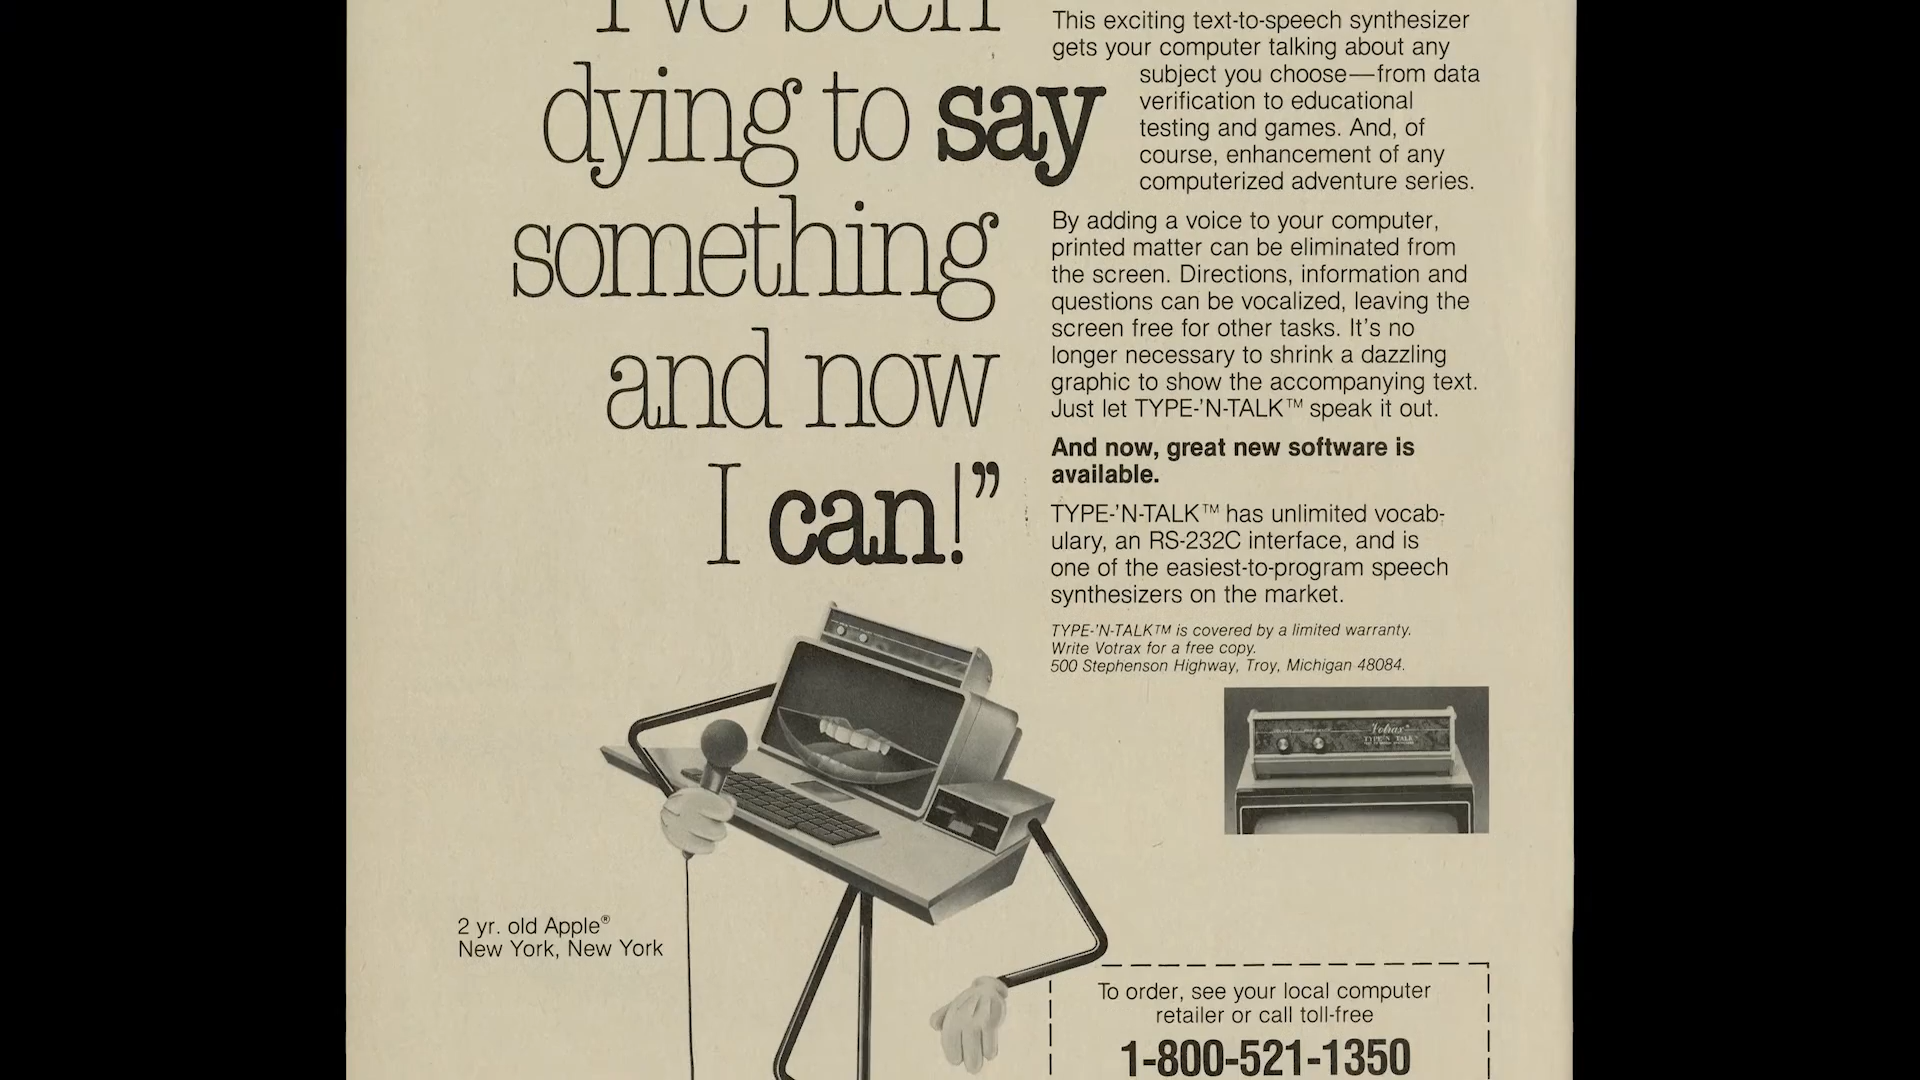 "I've been
dying to say
something
and now
I can!”
This exciting text-to-speech synthesizer
gets your computer talking about any
subject you choose—from data
verification to educational
testing and games. And, of
course, enhancement of any
computerized adventure series.
By adding a voice to your computer,
printed matter can be eliminated from
the screen. Directions, information and
questions can be vocalized, leaving the
screen free for other tasks. It's no
longer necessary to shrink a dazzling
graphic to show the accompanying text.
Just let TYPE-'N-TALK™ speak it out.
And now, great new software is
available.
TYPE-'N-TALK™ has unlimited vocab-
ulary, an RS-232C interface, and is
one of the easiest-to-program speech
synthesizers on the market.
TYPE-'N-TALK™ is covered by a limited warranty.
Write Votrax for a free copy.
500 Stephenson Highway, Troy, Michigan 48084.
Votrax
TYPE 'N TALK
2 yr. old Apple®
New York, New York
To order, see your local computer
retailer or call toll-free
1-800-521-1350